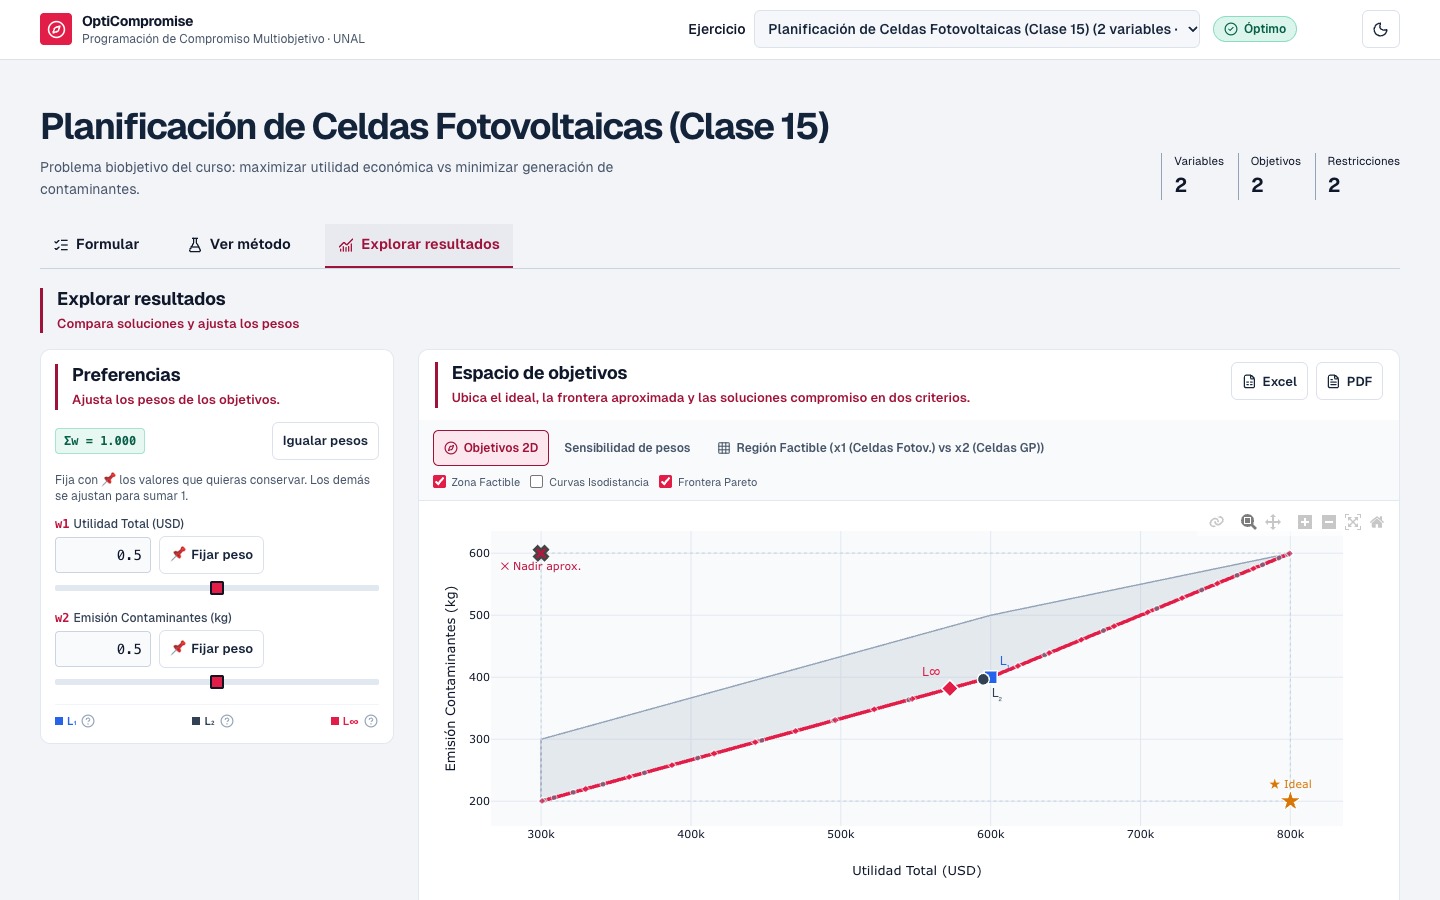 OptiCompromise
Programación de Compromiso Multiobjetivo · UNAL
Ejercicio
Planificación de Celdas Fotovoltaicas (Clase 15) (2 variables ·
Óptimo
Planificación de Celdas Fotovoltaicas (Clase 15)
Problema biobjetivo del curso: maximizar utilidad económica vs minimizar generación de
contaminantes.
Variables
2
Objetivos
2
Restricciones
2
Formular
Ver método
Explorar resultados
Explorar resultados
Compara soluciones y ajusta los pesos
Preferencias
Ajusta los pesos de los objetivos.
Σw = 1.000
Igualar pesos
Fija con 📌 los valores que quieras conservar. Los demás
se ajustan para sumar 1.
w1 Utilidad Total (USD)
0.5
📌 Fijar peso
w2 Emisión Contaminantes (kg)
0.5
📌 Fijar peso
L₁ ?
L₂ ?
L∞ ?
Espacio de objetivos
Ubica el ideal, la frontera aproximada y las soluciones compromiso en dos criterios.
Excel
PDF
Objetivos 2D
Sensibilidad de pesos
Región Factible (x1 (Celdas Fotov.) vs x2 (Celdas GP))
Zona Factible
Curvas Isodistancia
Frontera Pareto
600
500
400
300
200
Emisión Contaminantes (kg)
✕ Nadir aprox.
L∞
L₁
L₂
★ Ideal
300k
400k
500k
600k
700k
800k
Utilidad Total (USD)